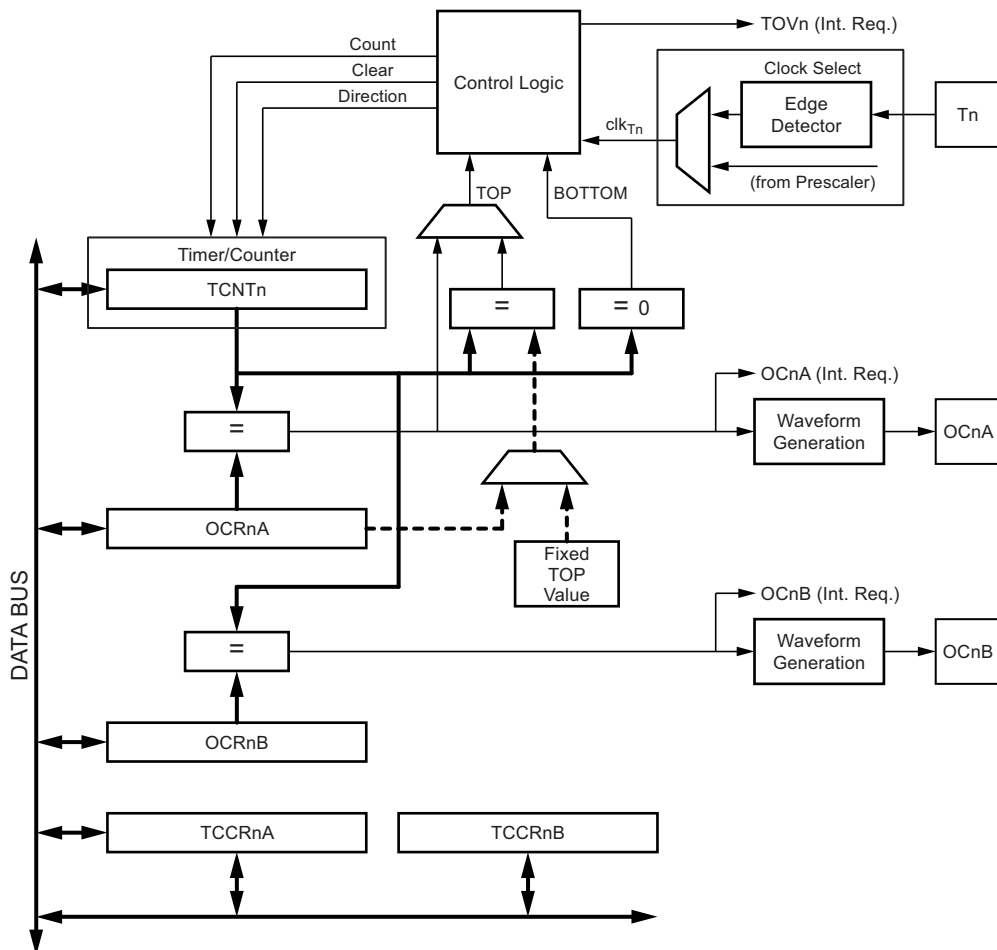 TOVn (Int. Req.)
Count
Clear
Direction
Control Logic
Clock Select
Edge
Detector
Tn
clkTn
(from Prescaler)
TOP
BOTTOM
Timer/Counter
TCNTn
=
= 0
OCnA (Int. Req.)
=
Waveform
Generation
OCnA
OCRnA
Fixed
TOP
Value
DATA BUS
OCnB (Int. Req.)
=
Waveform
Generation
OCnB
OCRnB
TCCRnA
TCCRnB